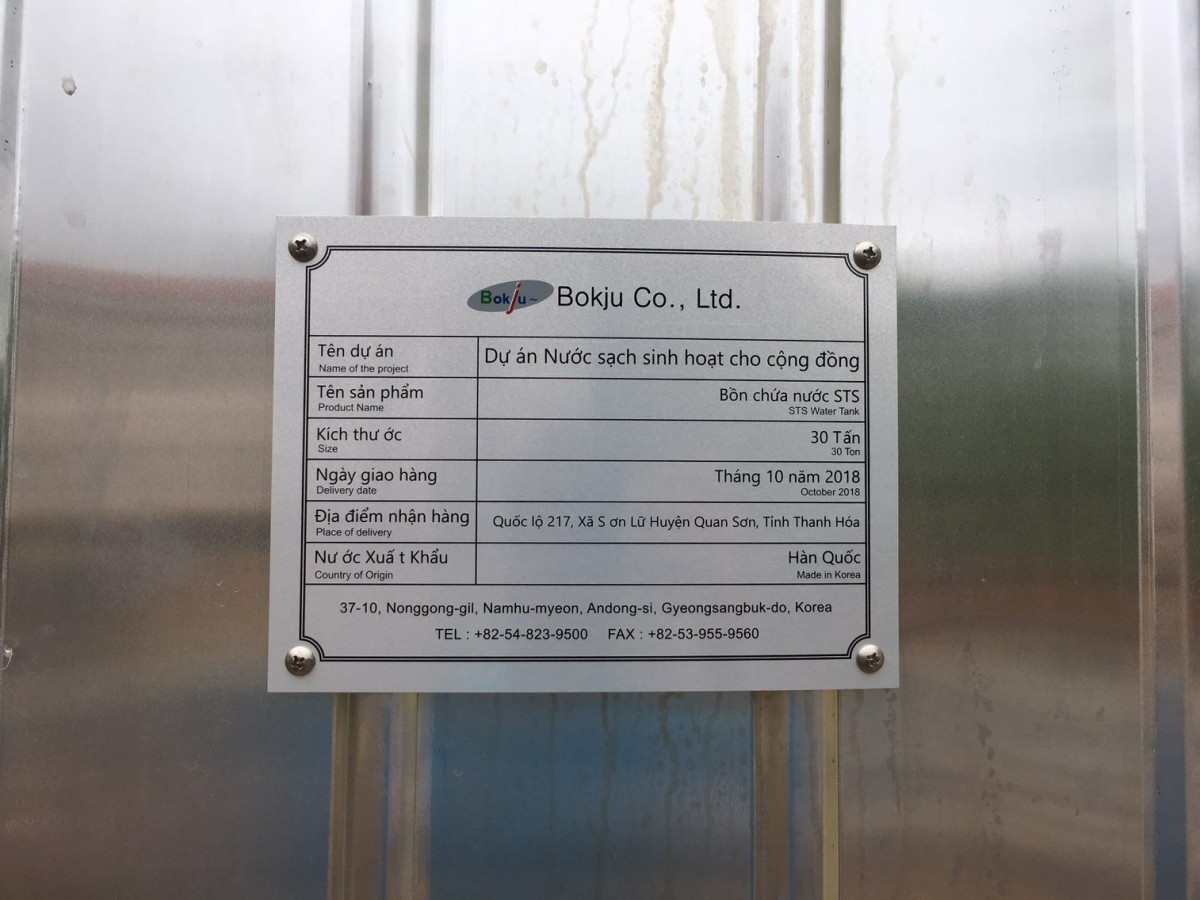 Bokju~ Bokju Co., Ltd.
Tên dự án
Name of the project
Dự án Nước sạch sinh hoạt cho cộng đồng
Tên sản phẩm
Product Name
Bồn chứa nước STS
STS Water Tank
Kích thư ớc
Size
30 Tấn
30 Ton
Ngày giao hàng
Delivery date
Tháng 10 năm 2018
October 2018
Địa điểm nhận hàng
Place of delivery
Quốc lộ 217, Xã S ơn Lữ Huyện Quan Sơn, Tỉnh Thanh Hóa
Nư ớc Xuấ t Khẩu
Country of Origin
Hàn Quốc
Made in Korea
37-10, Nonggong-gil, Namhu-myeon, Andong-si, Gyeongsangbuk-do, Korea
TEL : +82-54-823-9500 FAX : +82-53-955-9560